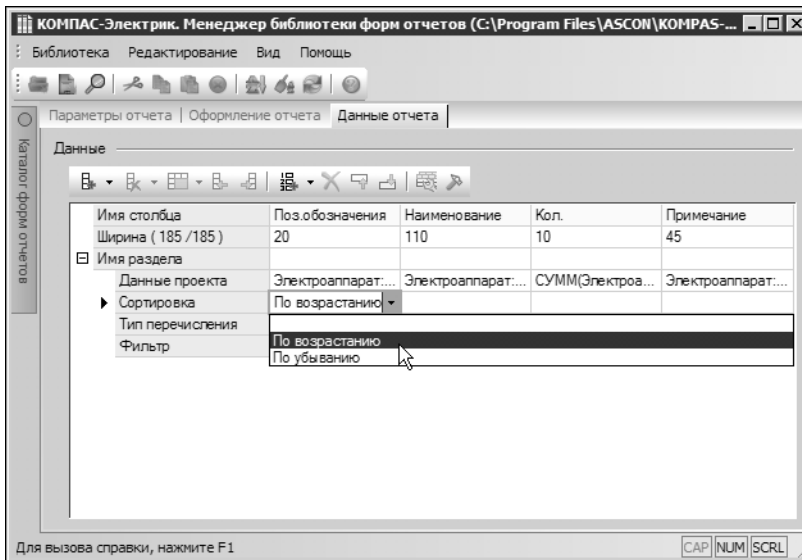 КОМПАС-Электрик. Менеджер библиотеки форм отчетов (C:\Program Files\ASCON\KOMPAS-...
Библиотека Редактирование Вид Помощь
Каталог форм отчетов
Параметры отчета Оформление отчета Данные отчета
Данные
Имя столбца Поз.обозначения Наименование Кол. Примечание
Ширина ( 185 /185 ) 20 110 10 45
Имя раздела
Данные проекта Электроаппарат:... Электроаппарат:... СУММ(Электроа... Электроаппарат:...
Сортировка По возрастанию
Тип перечисления
Фильтр По возрастанию
По убыванию
Для вызова справки, нажмите F1 CAP NUM SCRL